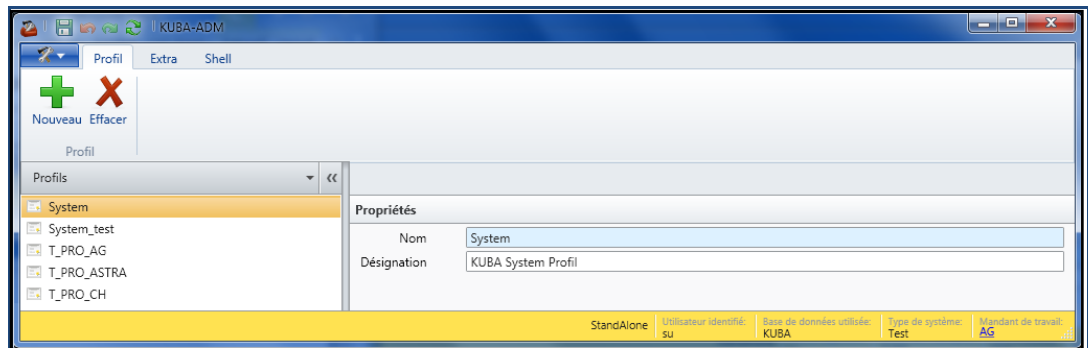 KUBA-ADM
Profil Extra Shell
Nouveau Effacer
Profil
Profils
System
System_test
T_PRO_AG
T_PRO_ASTRA
T_PRO_CH
Propriétés
Nom System
Désignation KUBA System Profil
StandAlone Utilisateur identifié: su Base de données utilisée: KUBA Type de système: Test Mandant de travail: AG